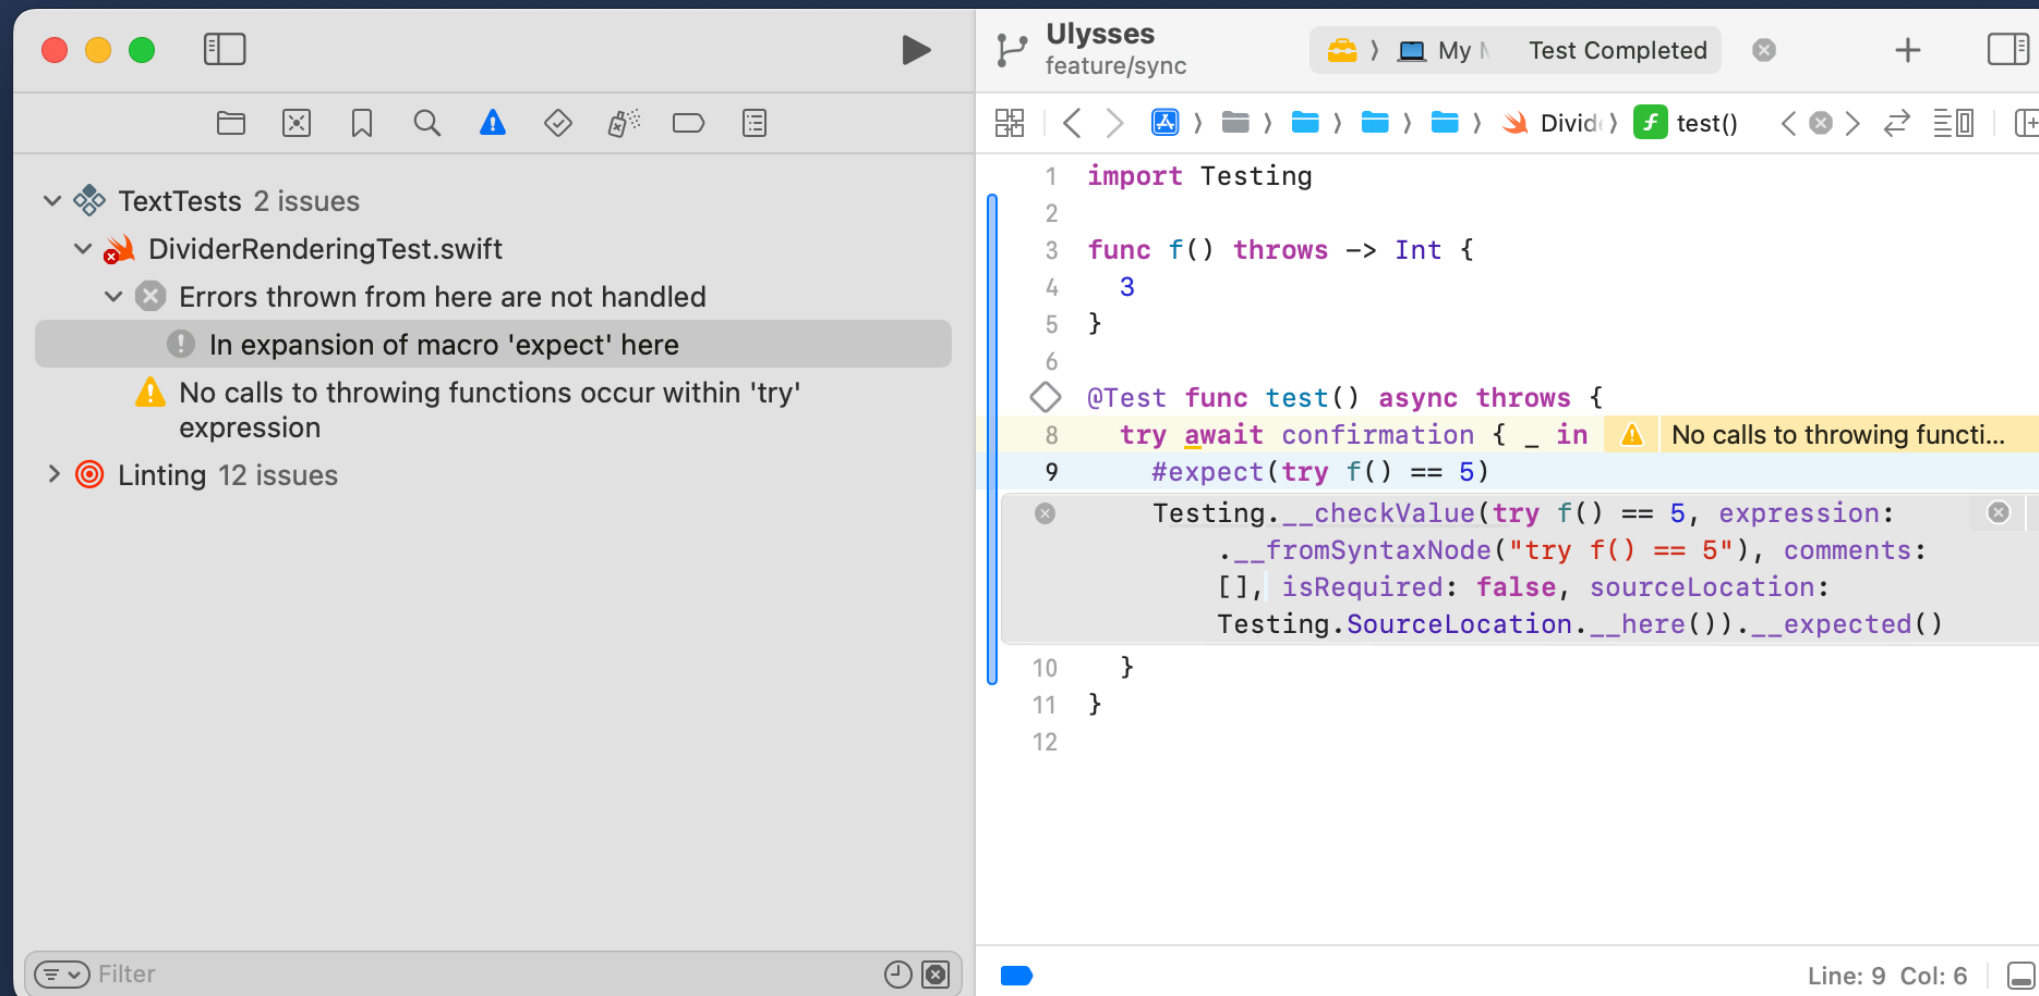 Ulysses
feature/sync
My
Test Completed
TextTests 2 issues
DividerRenderingTest.swift
Errors thrown from here are not handled
In expansion of macro 'expect' here
No calls to throwing functions occur within 'try'
expression
Linting 12 issues
Filter
Divid
test()
1 import Testing
2
3 func f() throws -> Int {
4 3
5 }
6
@Test func test() async throws {
8 try await confirmation { _ in
No calls to throwing functi...
9 #expect(try f() == 5)
Testing.__checkValue(try f() == 5, expression:
.__fromSyntaxNode("try f() == 5"), comments:
[], isRequired: false, sourceLocation:
Testing.SourceLocation.__here()).__expected()
10 }
11 }
12
Line: 9 Col: 6